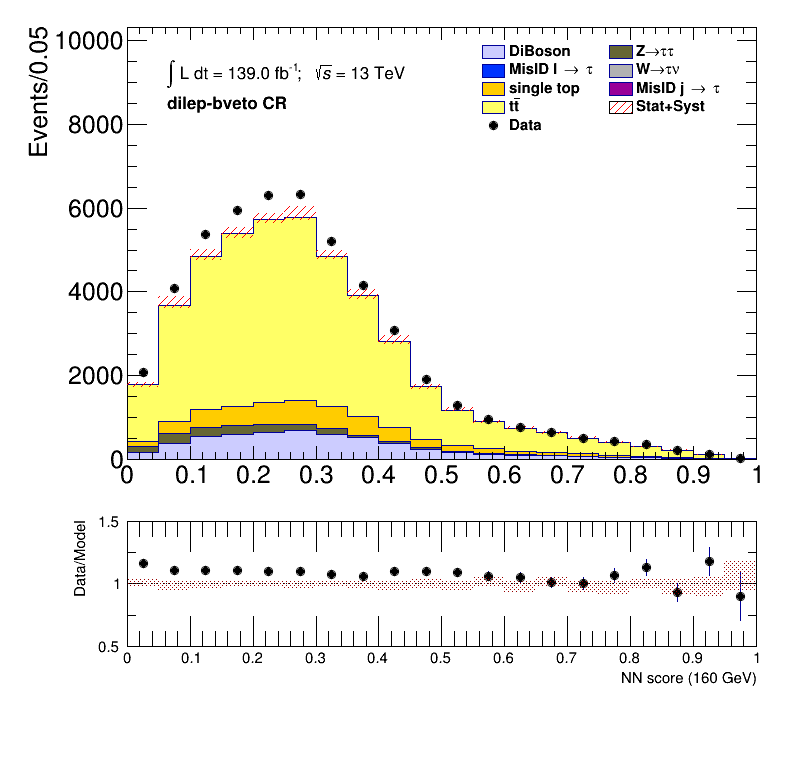 Events/0.05
10000
8000
6000
4000
2000
0
∫ L dt = 139.0 fb⁻¹; √s = 13 TeV
dilep-bveto CR
DiBoson
MisID l → τ
single top
tt̄
Data
Z→ττ
W→τν
MisID j → τ
Stat+Syst
0 0.1 0.2 0.3 0.4 0.5 0.6 0.7 0.8 0.9 1
Data/Model
1.5
1
0.5
0 0.1 0.2 0.3 0.4 0.5 0.6 0.7 0.8 0.9 1
NN score (160 GeV)